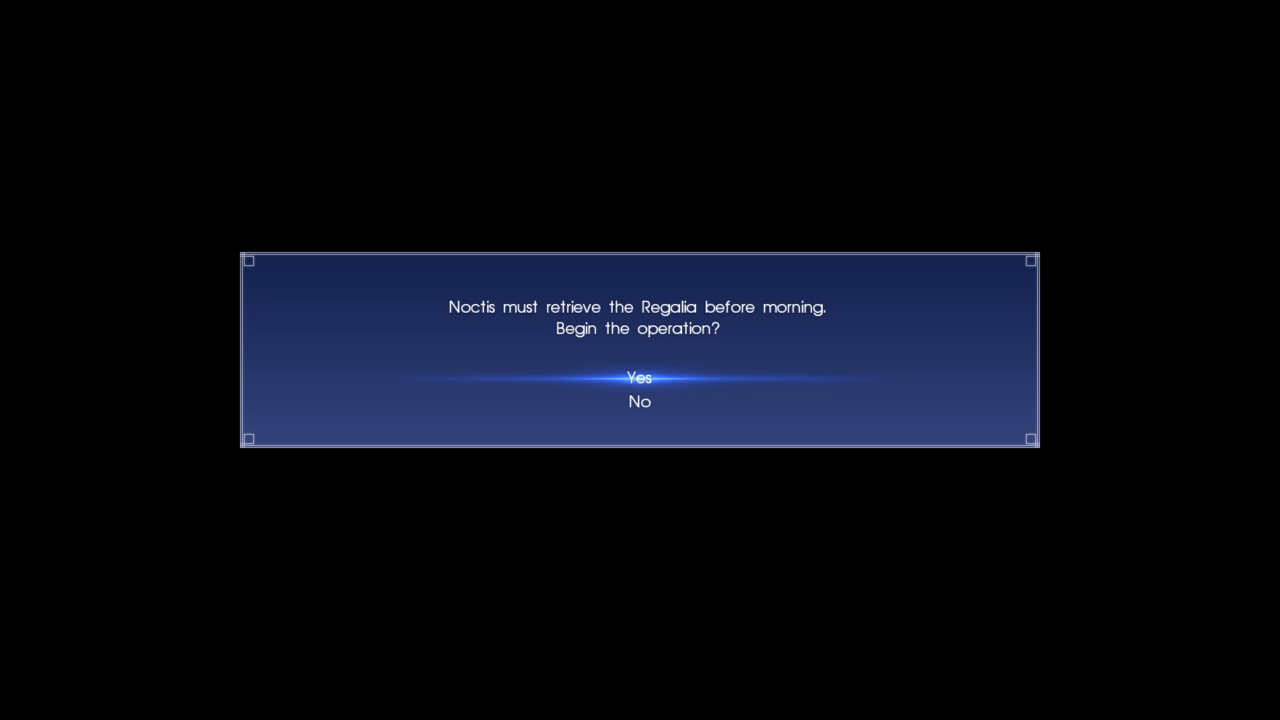 Noctis must retrieve the Regalia before morning.
Begin the operation?
Yes
No